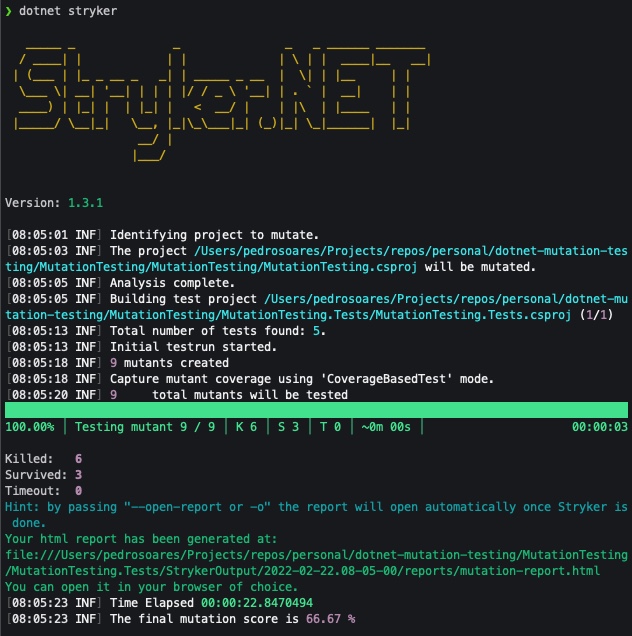 ❯ dotnet stryker
Stryker.NET
Version: 1.3.1
[08:05:01 INF] Identifying project to mutate.
[08:05:03 INF] The project /Users/pedrosoares/Projects/repos/personal/dotnet-mutation-tes
ting/MutationTesting/MutationTesting/MutationTesting.csproj will be mutated.
[08:05:05 INF] Analysis complete.
[08:05:05 INF] Building test project /Users/pedrosoares/Projects/repos/personal/dotnet-mu
tation-testing/MutationTesting/MutationTesting.Tests/MutationTesting.Tests.csproj (1/1)
[08:05:13 INF] Total number of tests found: 5.
[08:05:13 INF] Initial testrun started.
[08:05:18 INF] 9 mutants created
[08:05:18 INF] Capture mutant coverage using 'CoverageBasedTest' mode.
[08:05:20 INF] 9     total mutants will be tested
100.00% │ Testing mutant 9 / 9 │ K 6 │ S 3 │ T 0 │ ~0m 00s │ 00:00:03
Killed:   6
Survived: 3
Timeout:  0
Hint: by passing "--open-report or -o" the report will open automatically once Stryker is
 done.
Your html report has been generated at:
file:///Users/pedrosoares/Projects/repos/personal/dotnet-mutation-testing/MutationTesting
/MutationTesting.Tests/StrykerOutput/2022-02-22.08-05-00/reports/mutation-report.html
You can open it in your browser of choice.
[08:05:23 INF] Time Elapsed 00:00:22.8470494
[08:05:23 INF] The final mutation score is 66.67 %